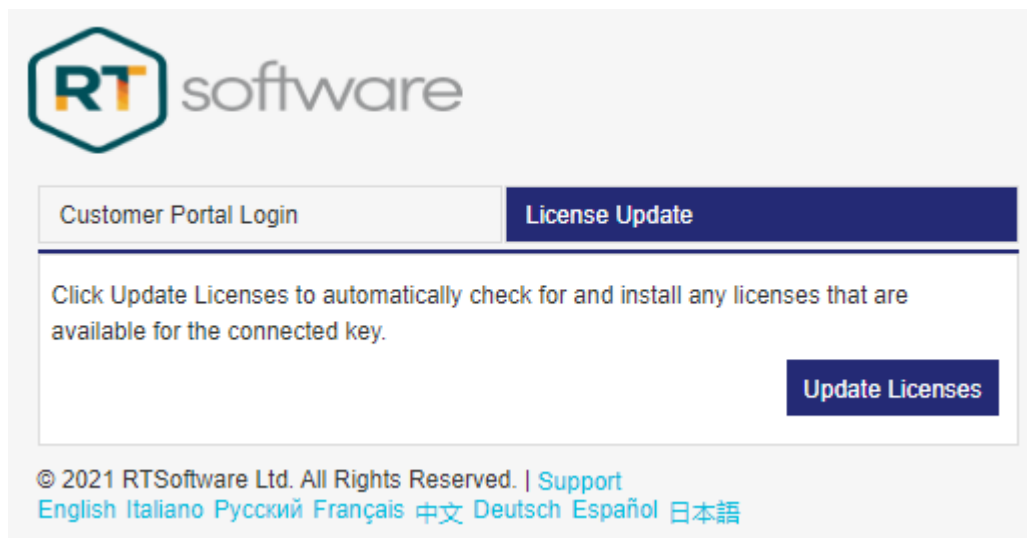 RT software
Customer Portal Login
License Update
Click Update Licenses to automatically check for and install any licenses that are
available for the connected key.
Update Licenses
© 2021 RTSoftware Ltd. All Rights Reserved. | Support
English Italiano Русский Français 中文 Deutsch Español 日本語